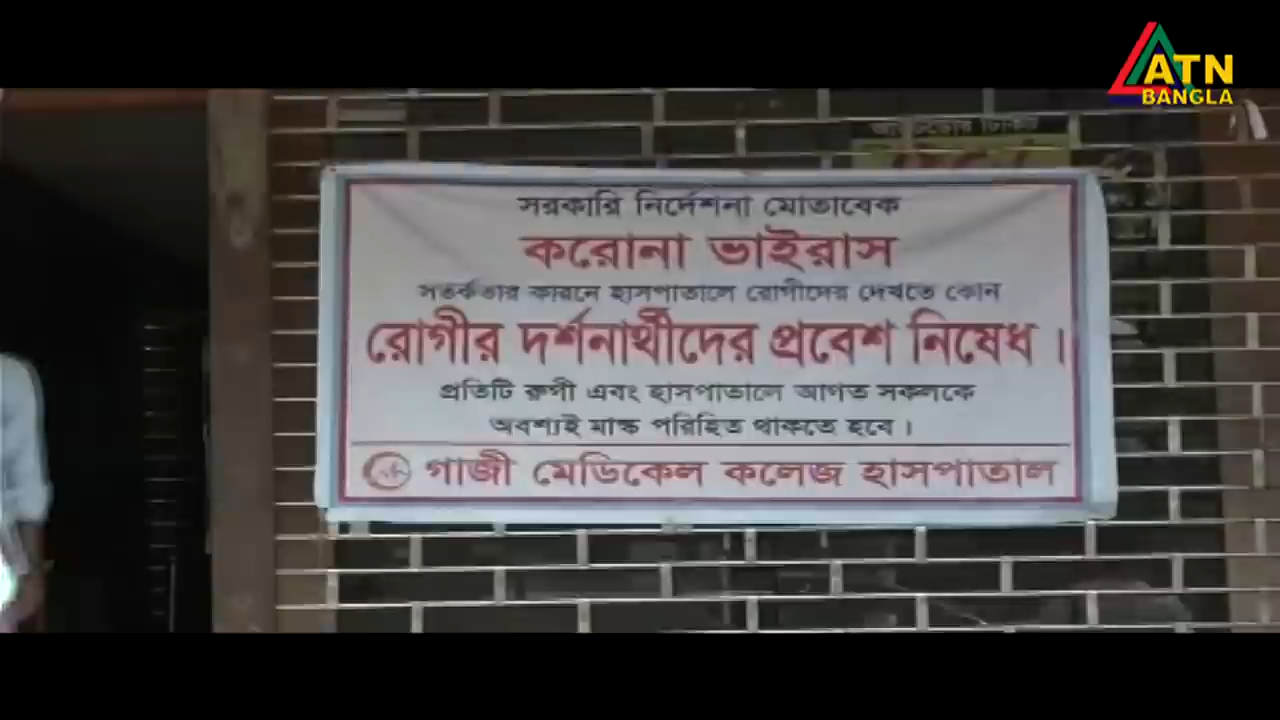 ATN
BANGLA
সরকারি নির্দেশনা মোতাবেক
করোনা ভাইরাস
সতর্কতার কারনে হাসপাতালে রোগীদের দেখতে কোন
রোগীর দর্শনার্থীদের প্রবেশ নিষেধ।
প্রতিটি রুগী এবং হাসপাতালে আগত সকলকে
অবশ্যই মাস্ক পরিহিত থাকতে হবে।
গাজী মেডিকেল কলেজ হাসপাতাল